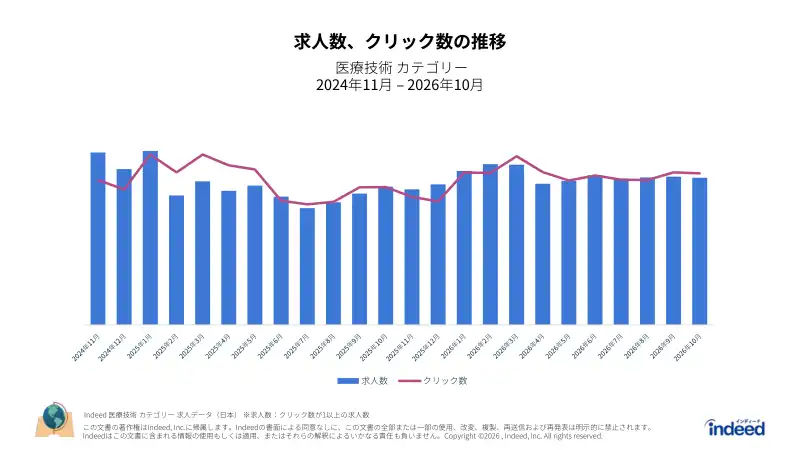 求人数、クリック数の推移
医療技術 カテゴリー
2024年11月 – 2026年10月
2024年11月
2024年12月
2025年1月
2025年2月
2025年3月
2025年4月
2025年5月
2025年6月
2025年7月
2025年8月
2025年9月
2025年10月
2025年11月
2025年12月
2026年1月
2026年2月
2026年3月
2026年4月
2026年5月
2026年6月
2026年7月
2026年8月
2026年9月
2026年10月
求人数 クリック数
Indeed 医療技術 カテゴリー 求人データ（日本） ※求人数：クリック数が1以上の求人数
この文書の著作権はIndeed, Inc.に帰属します。Indeedの書面による同意なしに、この文書の全部または一部の使用、改変、複製、再送信および再発表は明示的に禁止されます。
Indeedはこの文書に含まれる情報の使用もしくは適用、またはそれらの解釈によるいかなる責任も負いません。Copyright ©2026 , Indeed, Inc. All rights reserved.
インディード
indeed